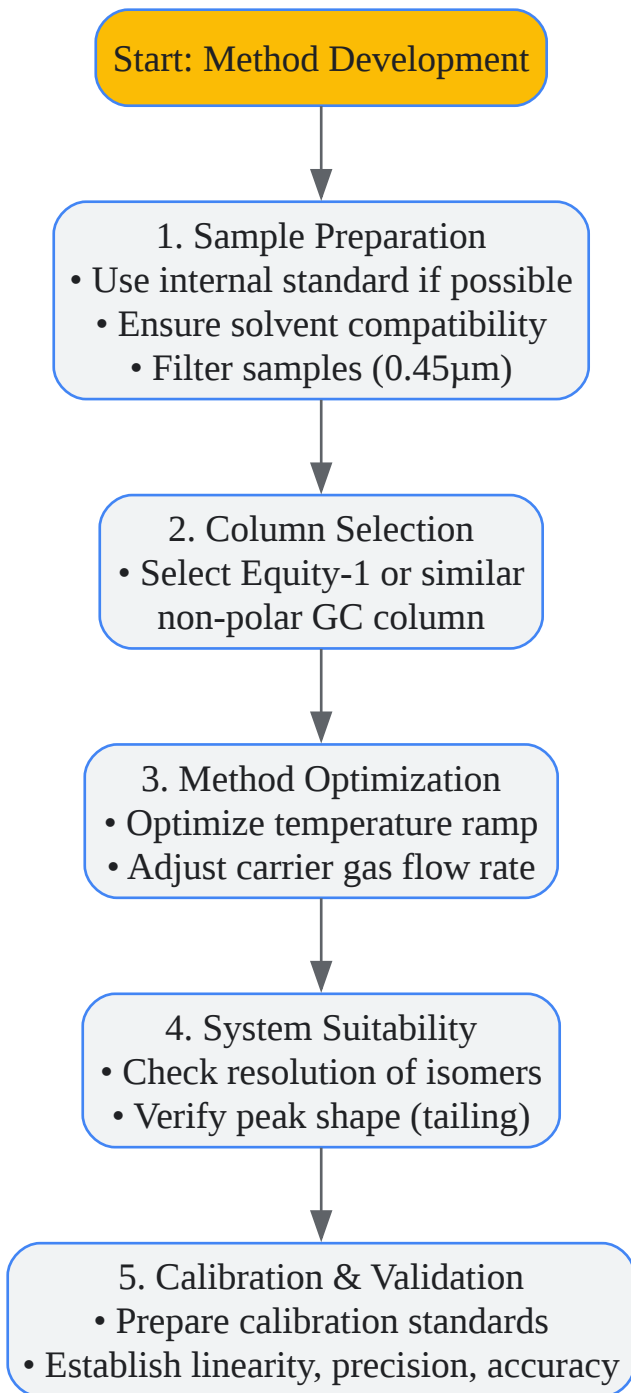 Start: Method Development
1. Sample Preparation
• Use internal standard if possible
• Ensure solvent compatibility
• Filter samples (0.45µm)
2. Column Selection
• Select Equity-1 or similar
non-polar GC column
3. Method Optimization
• Optimize temperature ramp
• Adjust carrier gas flow rate
4. System Suitability
• Check resolution of isomers
• Verify peak shape (tailing)
5. Calibration & Validation
• Prepare calibration standards
• Establish linearity, precision, accuracy